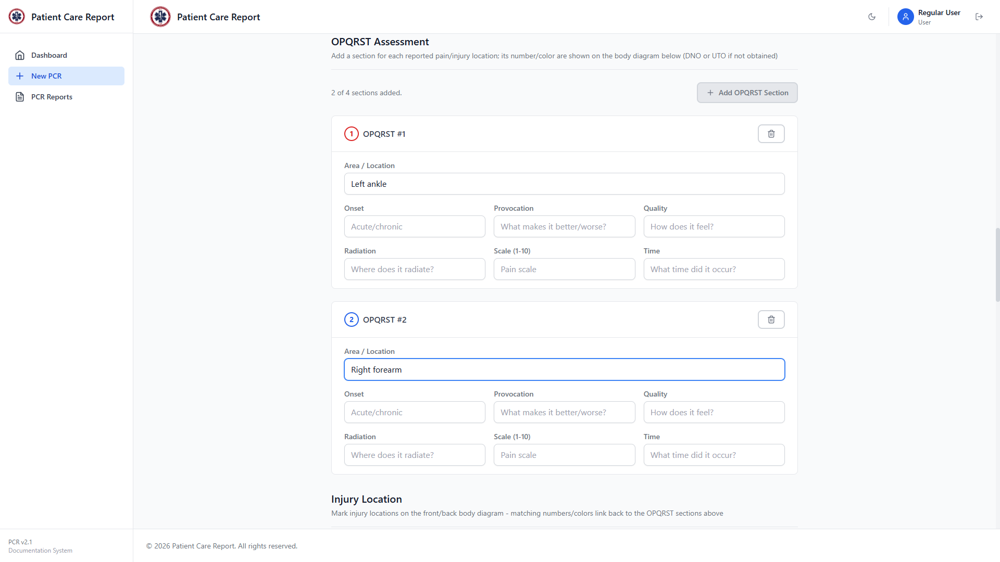 Patient Care Report
Patient Care Report
Regular User
User
Dashboard
New PCR
PCR Reports
OPQRST Assessment
Add a section for each reported pain/injury location; its number/color are shown on the body diagram below (DNO or UTO if not obtained)
2 of 4 sections added.
Add OPQRST Section
1 OPQRST #1
Area / Location
Left ankle
Onset Provocation Quality
Acute/chronic What makes it better/worse? How does it feel?
Radiation Scale (1-10) Time
Where does it radiate? Pain scale What time did it occur?
2 OPQRST #2
Area / Location
Right forearm
Onset Provocation Quality
Acute/chronic What makes it better/worse? How does it feel?
Radiation Scale (1-10) Time
Where does it radiate? Pain scale What time did it occur?
Injury Location
Mark injury locations on the front/back body diagram - matching numbers/colors link back to the OPQRST sections above
PCR v2.1
Documentation System
© 2026 Patient Care Report. All rights reserved.